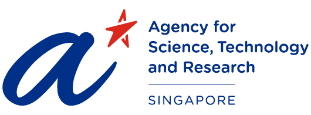 a
Agency for
Science, Technology
and Research
SINGAPORE